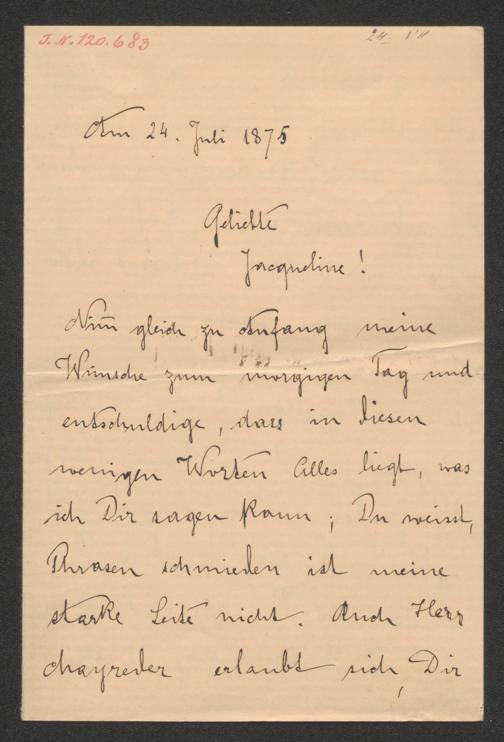 J.N. 120.683
24. VII
Am 24. Juli 1875
Geliebte
Jacqueline!
Nim̄ gleich zu Anfang meine
Wünsche zum morgigen Tag und
entschuldige, dass in diesen
wenigen Worten Alles liegt, was
ich Dir sagen kann; Du weisst,
Phrasen schmieden ist meine
starke Seite nicht. Auch Herr
Mayreder erlaubt sich, Dir